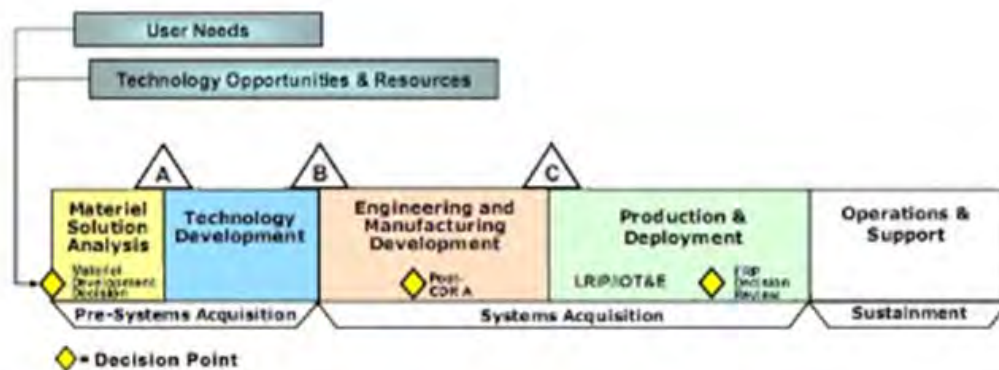 User Needs
Technology Opportunities & Resources
A
B
C
Materiel
Solution
Analysis
Materiel
Development
Decision
Technology
Development
Engineering and
Manufacturing
Development
Post-
CDR A
Production &
Deployment
LRIP/IOT&E
FRP
Decision
Review
Operations &
Support
Pre-Systems Acquisition
Systems Acquisition
Sustainment
= Decision Point